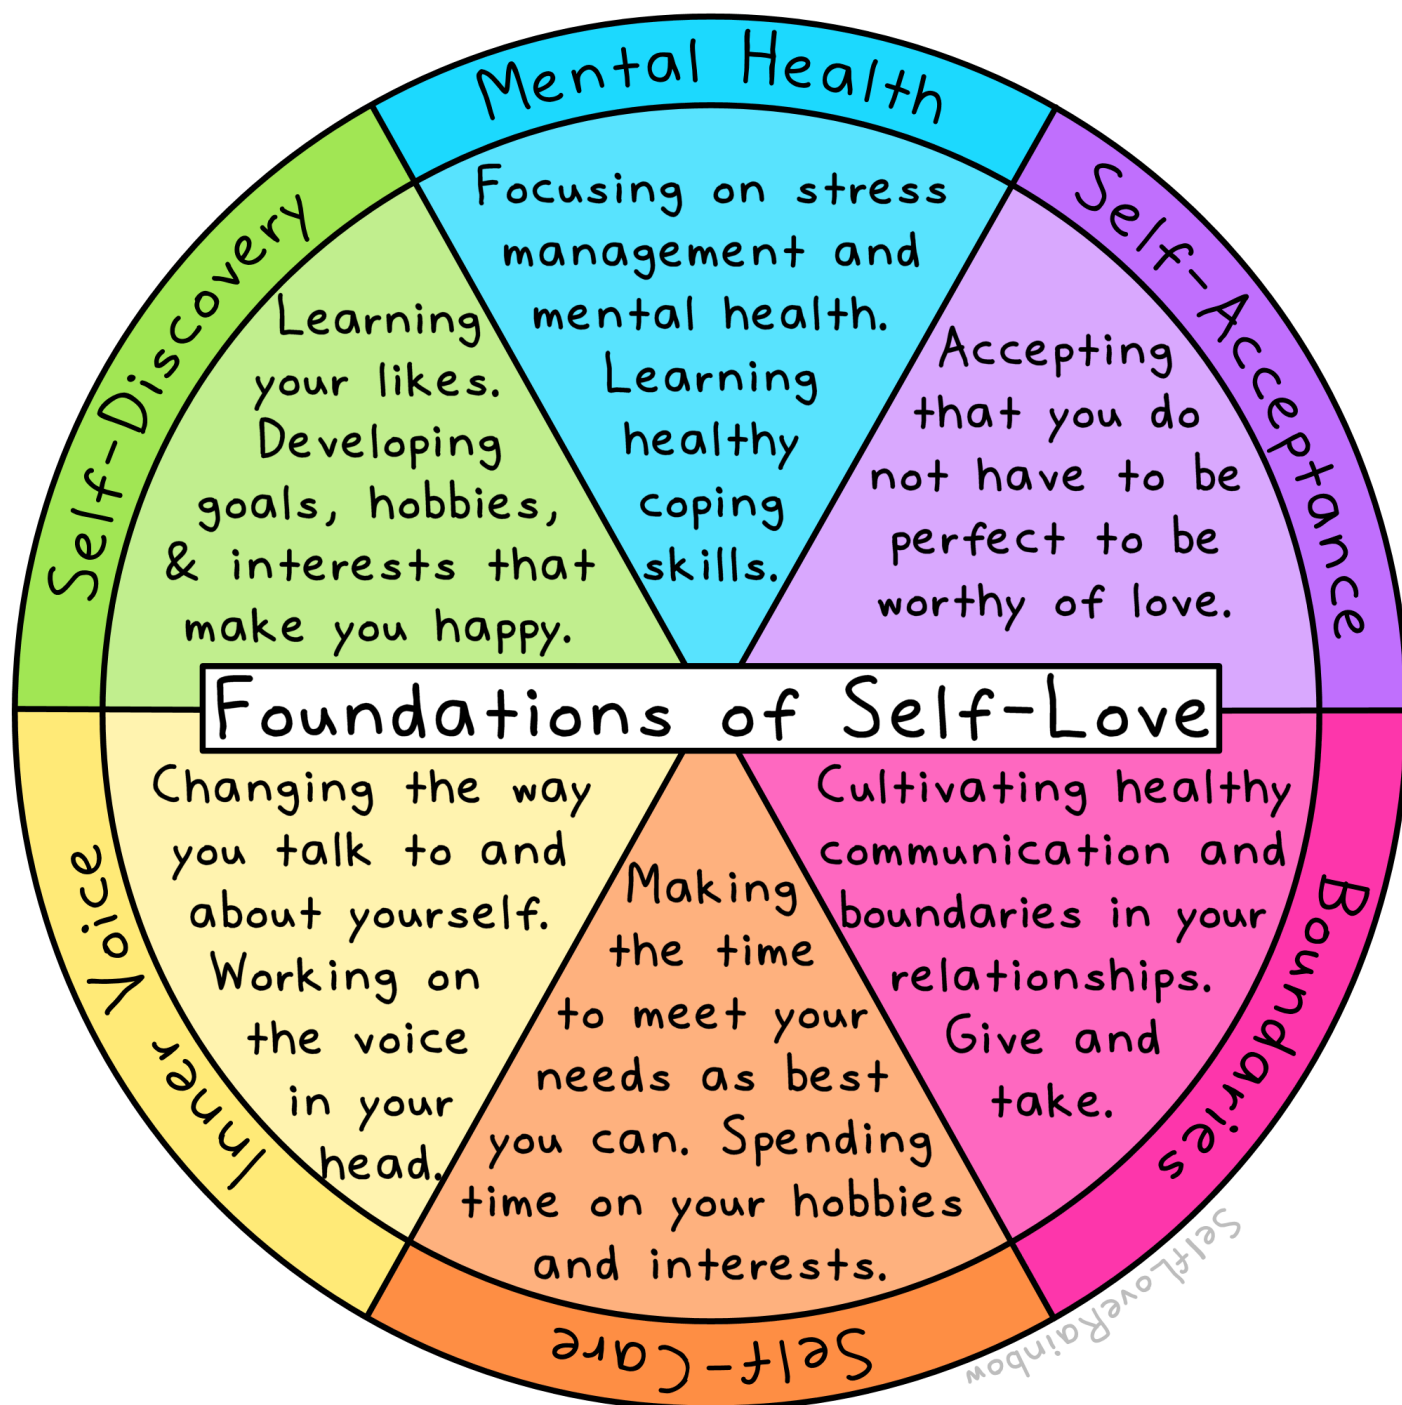 Mental Health
Focusing on stress
management and
mental health.
Learning
healthy
coping
skills.
Self-Acceptance
Accepting
that you do
not have to be
perfect to be
worthy of love.
Self-Discovery
Learning
your likes.
Developing
goals, hobbies,
& interests that
make you happy.
Foundations of Self-Love
Inner Voice
Changing the way
you talk to and
about yourself.
Working on
the voice
in your
head.
Self-Care
Making
the time
to meet your
needs as best
you can. Spending
time on your hobbies
and interests.
Boundaries
Cultivating healthy
communication and
boundaries in your
relationships.
Give and
take.
SelfLoveRainbow